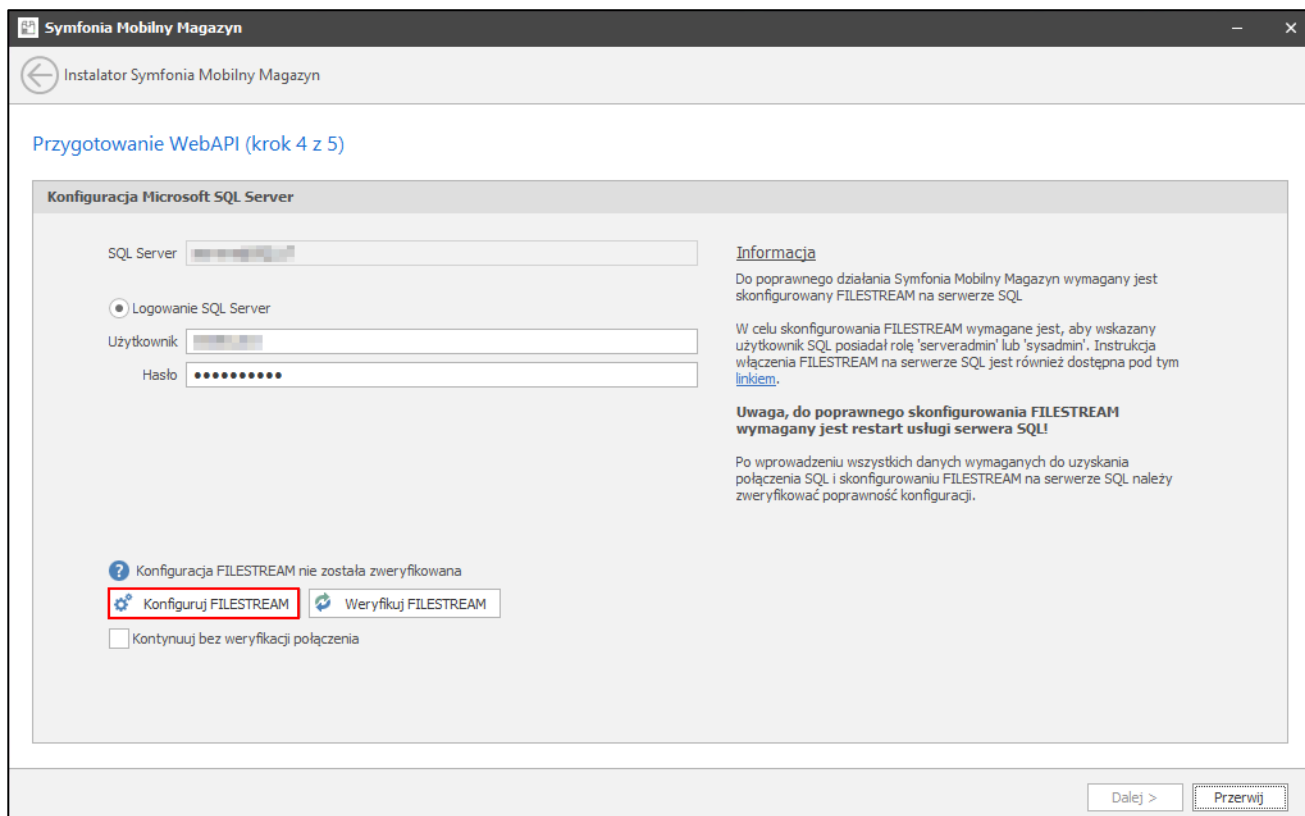 Symfonia Mobilny Magazyn
Instalator Symfonia Mobilny Magazyn
Przygotowanie WebAPI (krok 4 z 5)
Konfiguracja Microsoft SQL Server
SQL Server
Logowanie SQL Server
Użytkownik
Hasło
Informacja
Do poprawnego działania Symfonia Mobilny Magazyn wymagany jest
skonfigurowany FILESTREAM na serwerze SQL
W celu skonfigurowania FILESTREAM wymagane jest, aby wskazany
użytkownik SQL posiadał rolę 'serveradmin' lub 'sysadmin'. Instrukcja
włączenia FILESTREAM na serwerze SQL jest również dostępna pod tym
linkiem.
Uwaga, do poprawnego skonfigurowania FILESTREAM
wymagany jest restart usługi serwera SQL!
Po wprowadzeniu wszystkich danych wymaganych do uzyskania
połączenia SQL i skonfigurowaniu FILESTREAM na serwerze SQL należy
zweryfikować poprawność konfiguracji.
Konfiguracja FILESTREAM nie została zweryfikowana
Konfiguruj FILESTREAM
Weryfikuj FILESTREAM
Kontynuuj bez weryfikacji połączenia
Dalej >
Przerwij